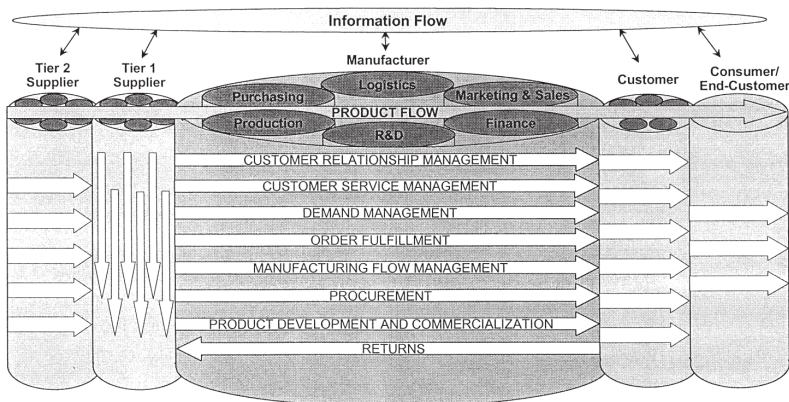 Information Flow
Tier 2
Supplier
Tier 1
Supplier
Manufacturer
Customer
Consumer/
End-Customer
Logistics
Purchasing
Marketing & Sales
PRODUCT FLOW
Production
R&D
Finance
CUSTOMER RELATIONSHIP MANAGEMENT
CUSTOMER SERVICE MANAGEMENT
DEMAND MANAGEMENT
ORDER FULFILLMENT
MANUFACTURING FLOW MANAGEMENT
PROCUREMENT
PRODUCT DEVELOPMENT AND COMMERCIALIZATION
RETURNS